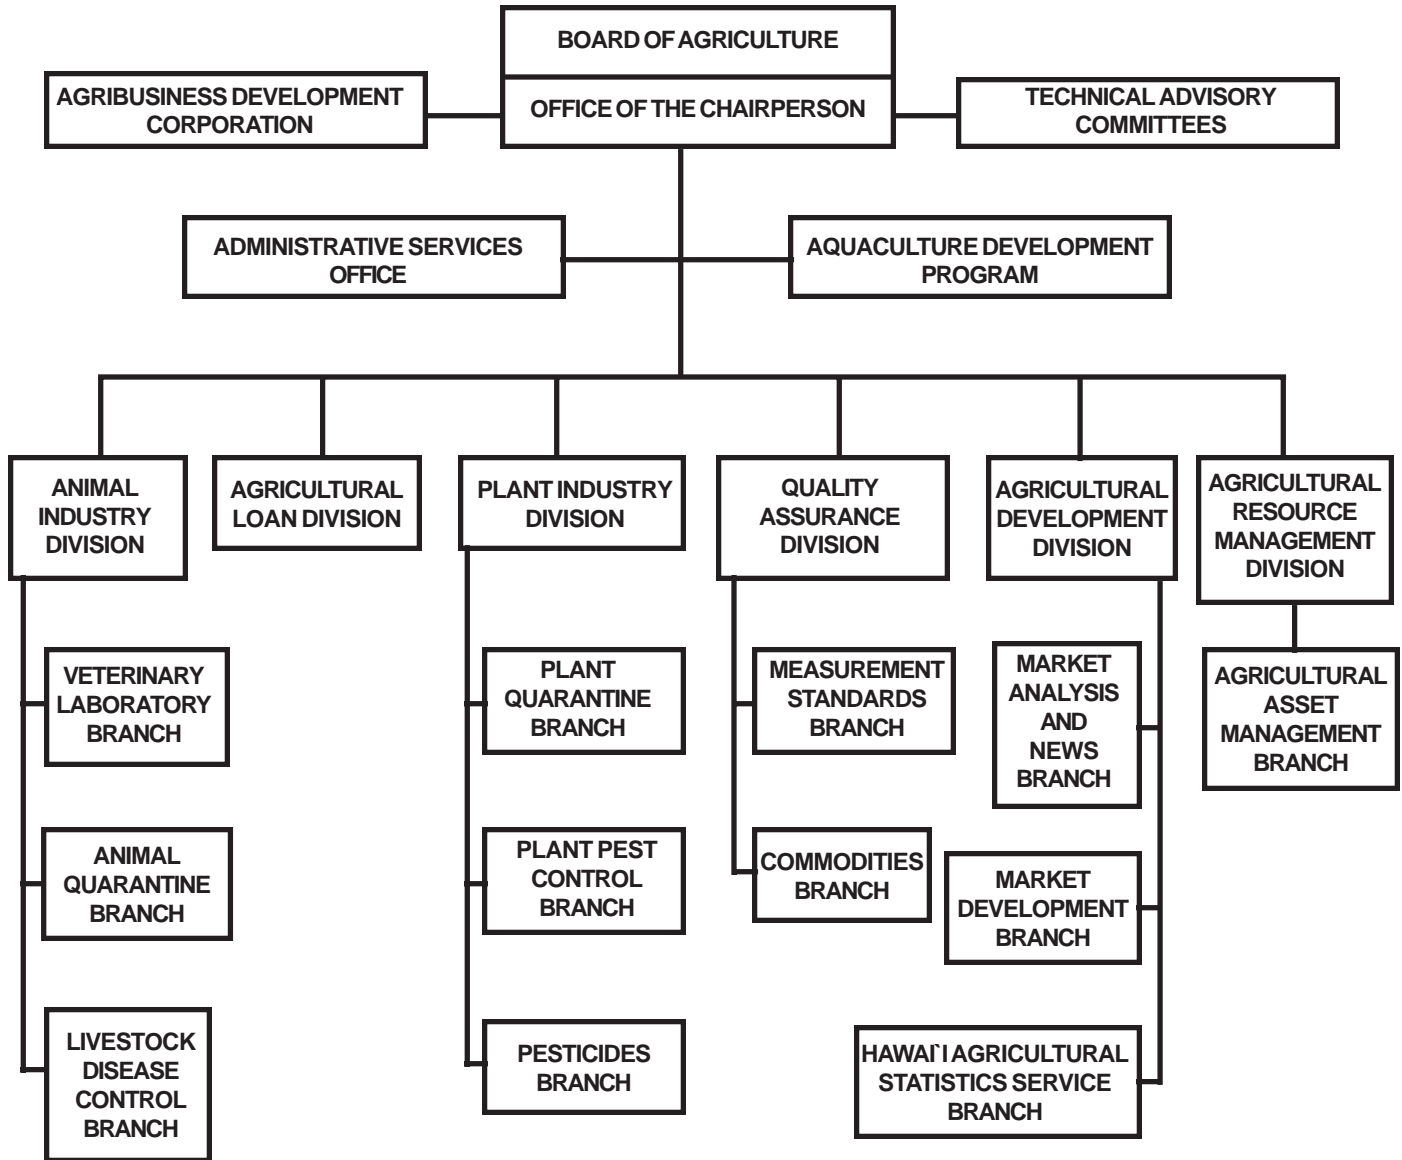 BOARD OF AGRICULTURE
OFFICE OF THE CHAIRPERSON
AGRIBUSINESS DEVELOPMENT
CORPORATION
TECHNICAL ADVISORY
COMMITTEES
ADMINISTRATIVE SERVICES
OFFICE
AQUACULTURE DEVELOPMENT
PROGRAM
ANIMAL
INDUSTRY
DIVISION
AGRICULTURAL
LOAN DIVISION
PLANT INDUSTRY
DIVISION
QUALITY
ASSURANCE
DIVISION
AGRICULTURAL
DEVELOPMENT
DIVISION
AGRICULTURAL
RESOURCE
MANAGEMENT
DIVISION
VETERINARY
LABORATORY
BRANCH
PLANT
QUARANTINE
BRANCH
MEASUREMENT
STANDARDS
BRANCH
MARKET
ANALYSIS
AND
NEWS
BRANCH
AGRICULTURAL
ASSET
MANAGEMENT
BRANCH
ANIMAL
QUARANTINE
BRANCH
PLANT PEST
CONTROL
BRANCH
COMMODITIES
BRANCH
MARKET
DEVELOPMENT
BRANCH
LIVESTOCK
DISEASE
CONTROL
BRANCH
PESTICIDES
BRANCH
HAWAI`I AGRICULTURAL
STATISTICS SERVICE
BRANCH